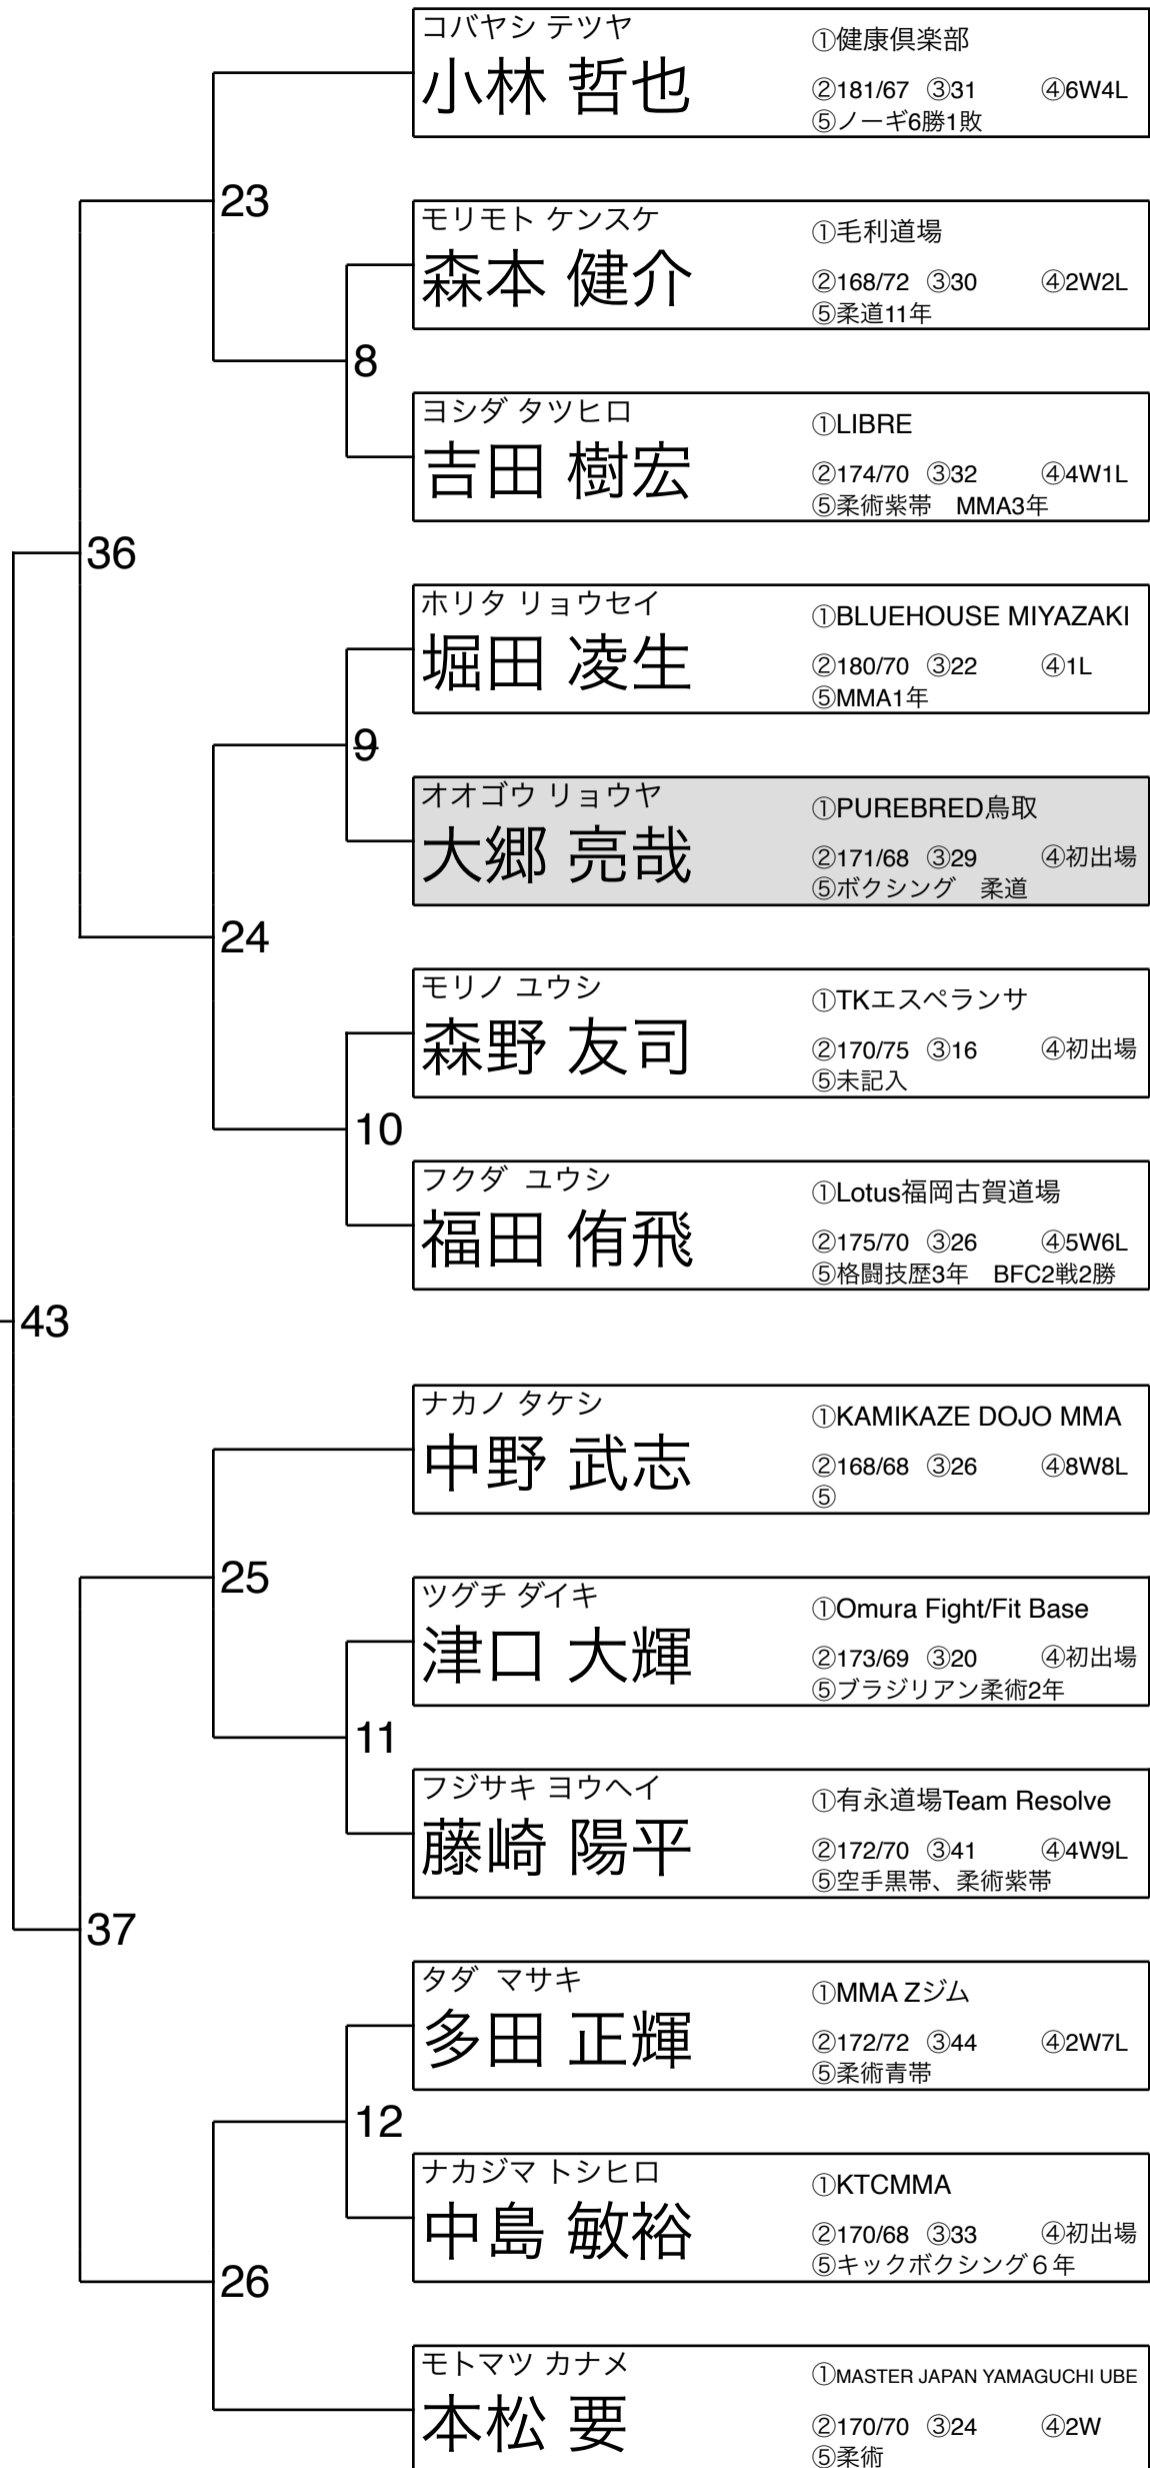 コバヤシ テツヤ
小林 哲也
①健康倶楽部
②181/67 ③31 ④6W4L
⑤ノーギ6勝1敗
23
モリモト ケンスケ
森本 健介
①毛利道場
②168/72 ③30 ④2W2L
⑤柔道11年
8
ヨシダ タツヒロ
吉田 樹宏
①LIBRE
②174/70 ③32 ④4W1L
⑤柔術紫帯　MMA3年
36
ホリタ リョウセイ
堀田 凌生
①BLUEHOUSE MIYAZAKI
②180/70 ③22 ④1L
⑤MMA1年
9
オオゴウ リョウヤ
大郷 亮哉
①PUREBRED鳥取
②171/68 ③29 ④初出場
⑤ボクシング　柔道
24
モリノ ユウシ
森野 友司
①TKエスペランサ
②170/75 ③16 ④初出場
⑤未記入
10
フクダ ユウシ
福田 侑飛
①Lotus福岡古賀道場
②175/70 ③26 ④5W6L
⑤格闘技歴3年　BFC2戦2勝
43
ナカノ タケシ
中野 武志
①KAMIKAZE DOJO MMA
②168/68 ③26 ④8W8L
⑤
25
ツグチ ダイキ
津口 大輝
①Omura Fight/Fit Base
②173/69 ③20 ④初出場
⑤ブラジリアン柔術2年
11
フジサキ ヨウヘイ
藤崎 陽平
①有永道場Team Resolve
②172/70 ③41 ④4W9L
⑤空手黒帯、柔術紫帯
37
タダ マサキ
多田 正輝
①MMA Zジム
②172/72 ③44 ④2W7L
⑤柔術青帯
12
ナカジマ トシヒロ
中島 敏裕
①KTCMMA
②170/68 ③33 ④初出場
⑤キックボクシング６年
26
モトマツ カナメ
本松 要
①MASTER JAPAN YAMAGUCHI UBE
②170/70 ③24 ④2W
⑤柔術